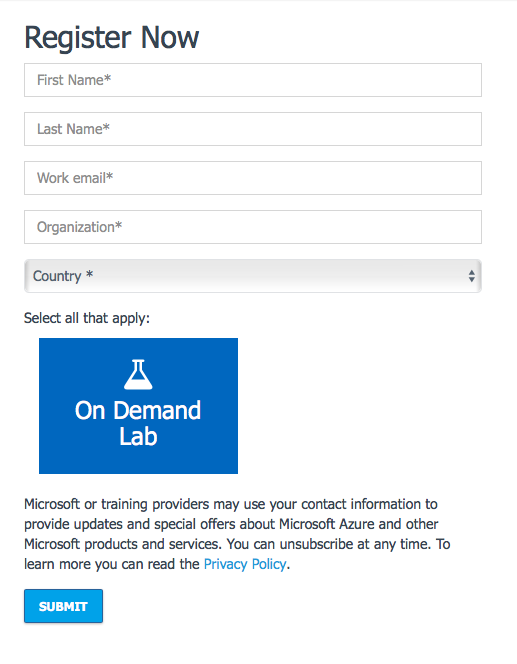 Register Now
First Name*
Last Name*
Work email*
Organization*
Country *
Select all that apply:
On Demand
Lab
Microsoft or training providers may use your contact information to
provide updates and special offers about Microsoft Azure and other
Microsoft products and services. You can unsubscribe at any time. To
learn more you can read the Privacy Policy.
SUBMIT